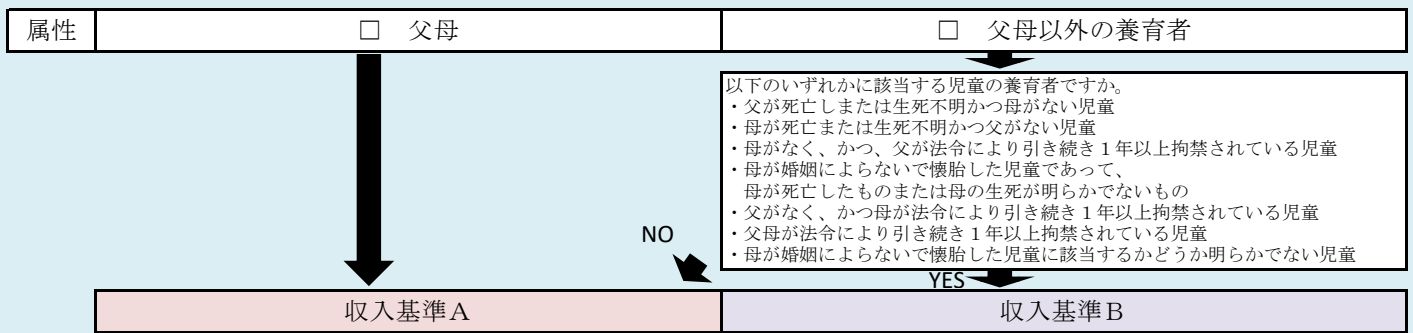 属性
□ 父母
□ 父母以外の養育者
以下のいずれかに該当する児童の養育者ですか。
・父が死亡しまたは生死不明かつ母がない児童
・母が死亡または生死不明かつ父がない児童
・母がなく、かつ、父が法令により引き続き１年以上拘禁されている児童
・母が婚姻によらないで懐胎した児童であって、
母が死亡したものまたは母の生死が明らかでないもの
・父がなく、かつ母が法令により引き続き１年以上拘禁されている児童
・父母が法令により引き続き１年以上拘禁されている児童
・母が婚姻によらないで懐胎した児童に該当するかどうか明らかでない児童
NO
YES
収入基準Ａ
収入基準Ｂ